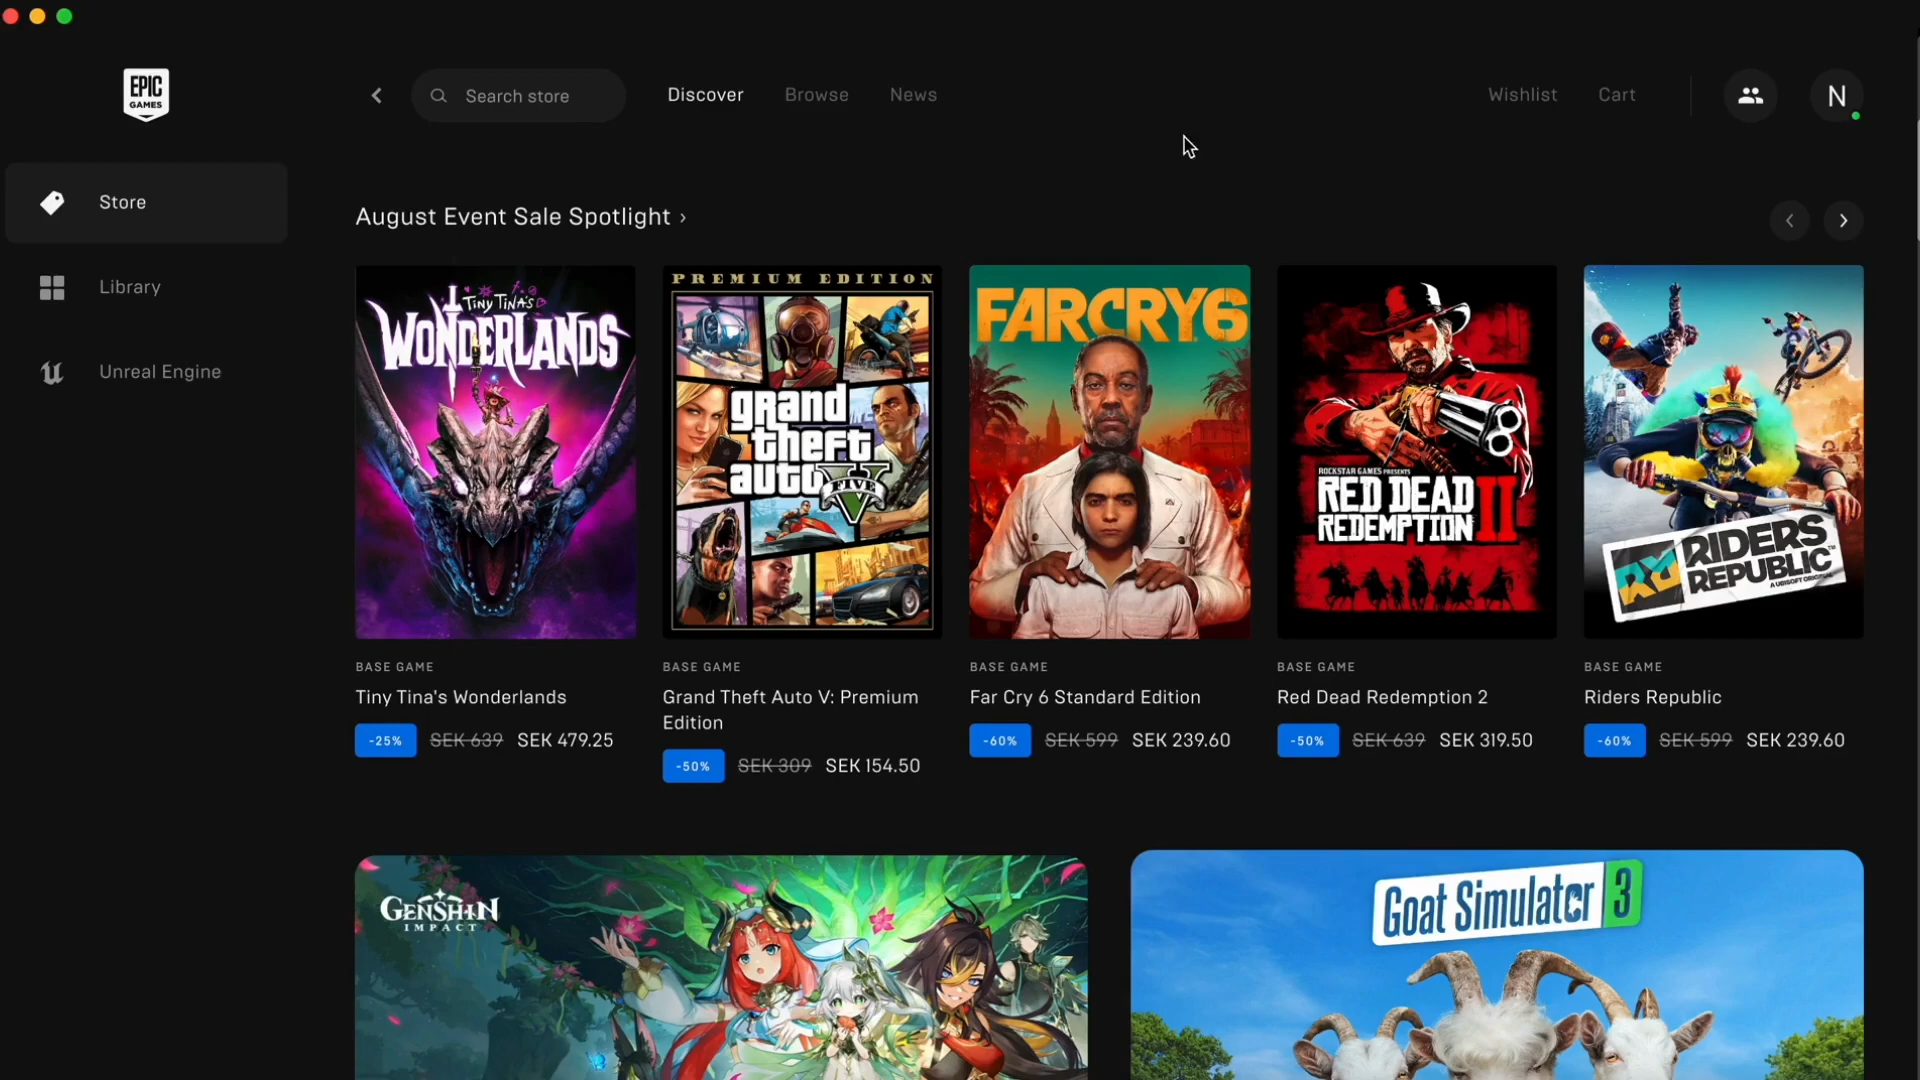 EPIC
GAMES
Search store
Discover
Browse
News
Wishlist
Cart
N
Store
Library
Unreal Engine
August Event Sale Spotlight ›
TINY TINA'S
WONDERLANDS
PREMIUM EDITION
grand
theft
auto
FIVE
FARCRY6
ROCKSTAR GAMES PRESENTS
RED DEAD
REDEMPTION II
RIDERS
REPUBLIC™
A UBISOFT ORIGINAL
BASE GAME
Tiny Tina's Wonderlands
-25% SEK 639 SEK 479.25
BASE GAME
Grand Theft Auto V: Premium
Edition
-50% SEK 309 SEK 154.50
BASE GAME
Far Cry 6 Standard Edition
-60% SEK 599 SEK 239.60
BASE GAME
Red Dead Redemption 2
-50% SEK 639 SEK 319.50
BASE GAME
Riders Republic
-60% SEK 599 SEK 239.60
GENSHIN
IMPACT
Goat Simulator 3